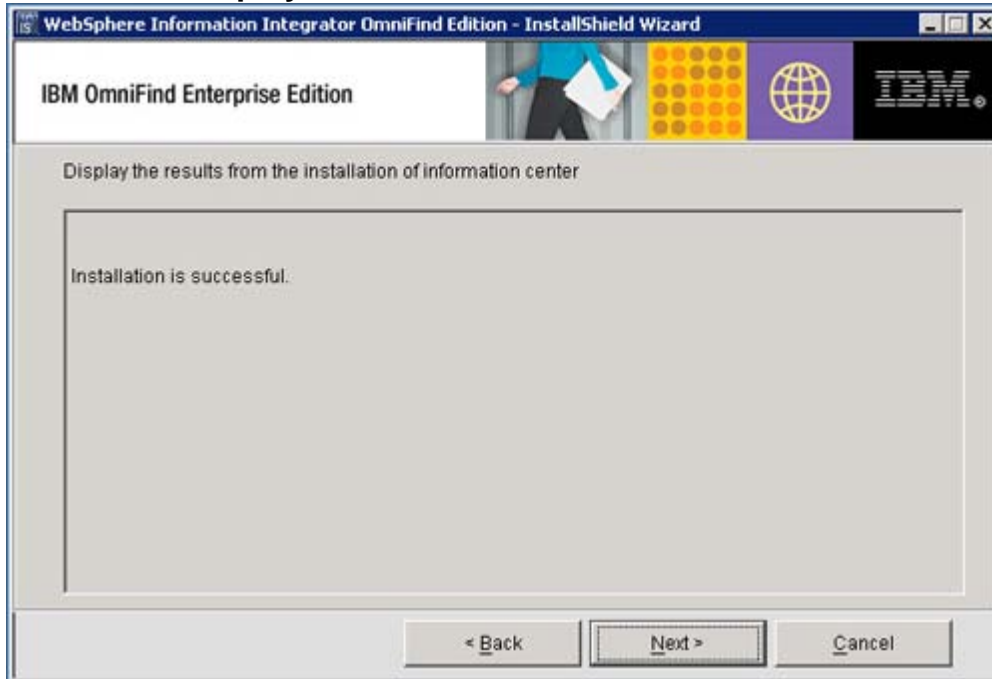 WebSphere Information Integrator OmniFind Edition - InstallShield Wizard
IBM OmniFind Enterprise Edition
IBM®
Display the results from the installation of information center
Installation is successful.
< Back
Next >
Cancel